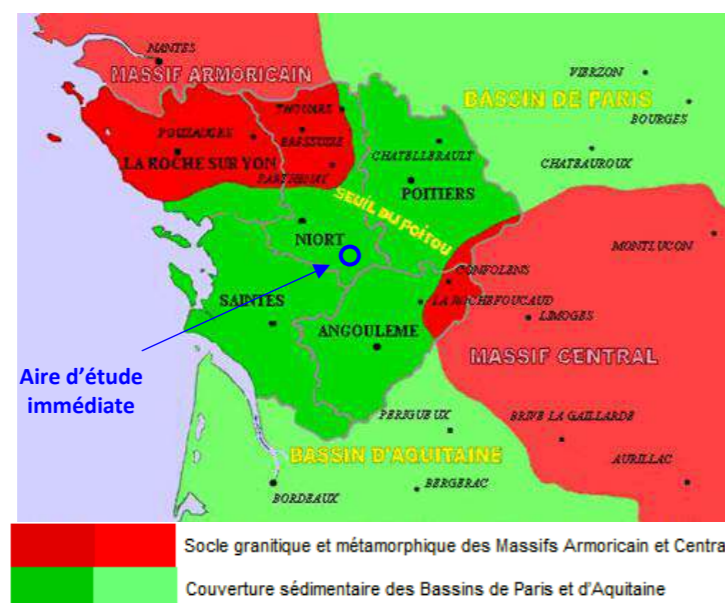 NANTES
MASSIF ARMORICAIN
VIERZON
BASSIN DE PARIS
BOURGES
THOUARS
POUZAUGES
BRESSUIRE
CHATELLERAULT
CHATEAUROUX
LA ROCHE SUR YON
PARTHENAY
POITIERS
SEUIL DU POITOU
NIORT
MONTLUCON
CONFOLENS
SAINTES
LA ROCHEFOUCAUD
LIMOGES
ANGOULEME
MASSIF CENTRAL
Aire d'étude
immédiate
PERIGUEUX
BRIVE LA GAILLARDE
BASSIN D'AQUITAINE
AURILLAC
BORDEAUX
BERGERAC
Socle granitique et métamorphique des Massifs Armoricain et Centra
Couverture sédimentaire des Bassins de Paris et d'Aquitaine